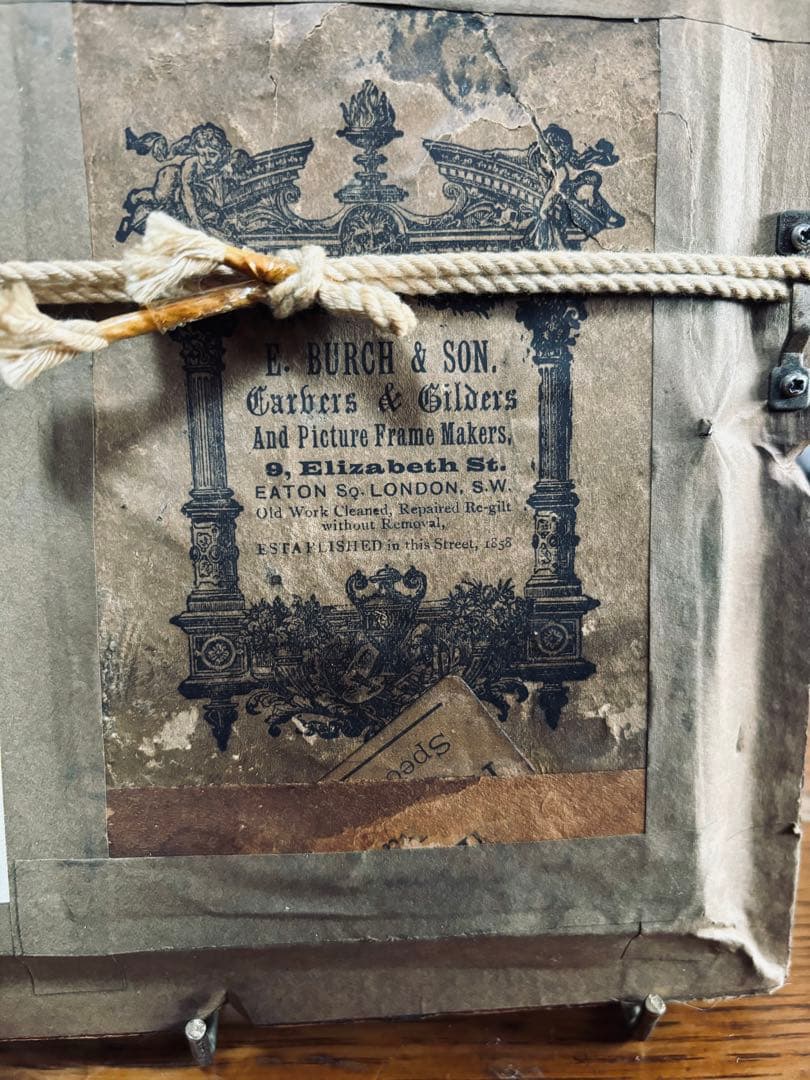 E. BURCH & SON.
Carvers & Gilders
And Picture Frame Makers,
9, Elizabeth St.
EATON SQ. LONDON, S.W.
Old Work Cleaned, Repaired Re-gilt
without Removal,
ESTABLISHED in this Street, 1858